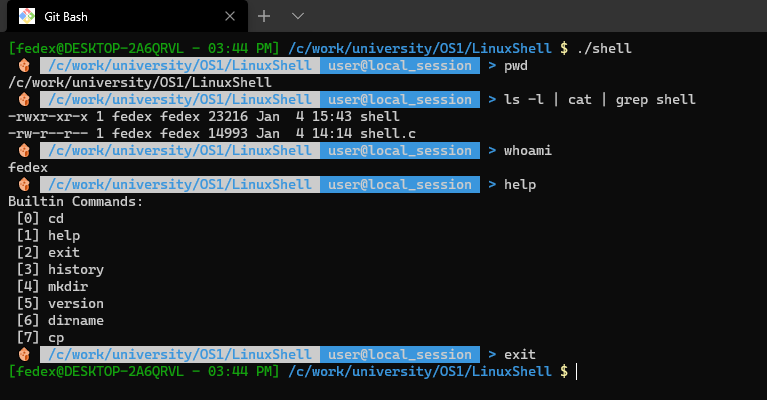 Git Bash
[fedex@DESKTOP-2A6QRVL - 03:44 PM] /c/work/university/OS1/LinuxShell $ ./shell
/c/work/university/OS1/LinuxShell user@local_session > pwd
/c/work/university/OS1/LinuxShell
/c/work/university/OS1/LinuxShell user@local_session > ls -l | cat | grep shell
-rwxr-xr-x 1 fedex fedex 23216 Jan  4 15:43 shell
-rw-r--r-- 1 fedex fedex 14993 Jan  4 14:14 shell.c
/c/work/university/OS1/LinuxShell user@local_session > whoami
fedex
/c/work/university/OS1/LinuxShell user@local_session > help
Builtin Commands:
[0] cd
[1] help
[2] exit
[3] history
[4] mkdir
[5] version
[6] dirname
[7] cp
/c/work/university/OS1/LinuxShell user@local_session > exit
[fedex@DESKTOP-2A6QRVL - 03:44 PM] /c/work/university/OS1/LinuxShell $